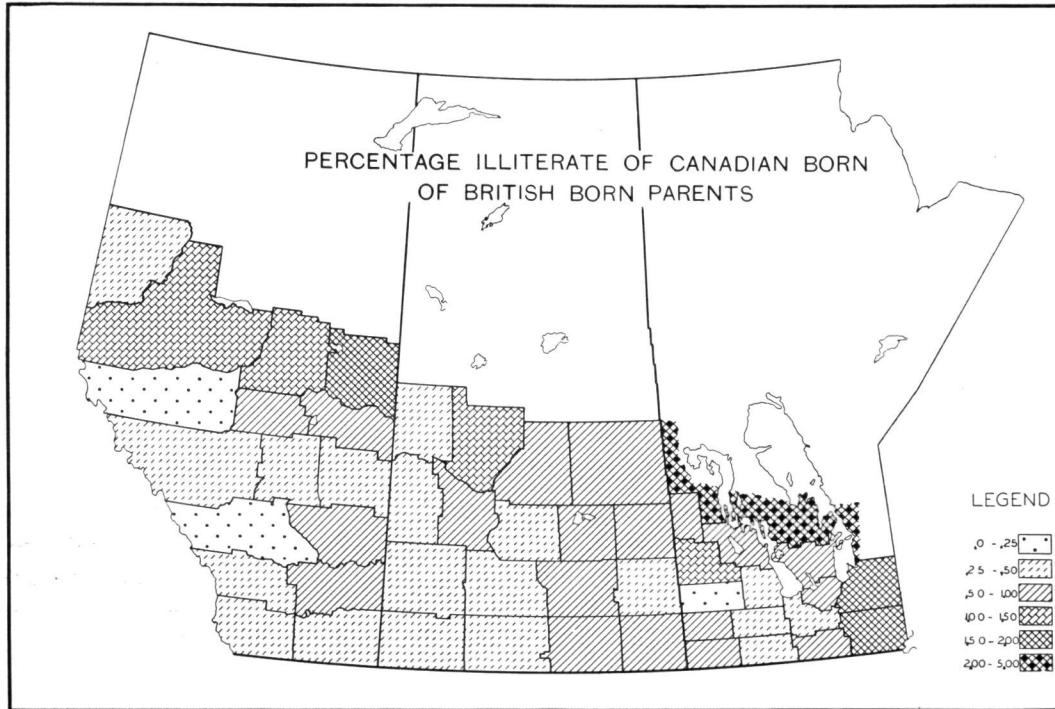 PERCENTAGE ILLITERATE OF CANADIAN BORN
OF BRITISH BORN PARENTS
LEGEND
.0 - .25
.25 - .50
.50 - 1.00
1.00 - 1.50
1.50 - 2.00
2.00 - 5.00